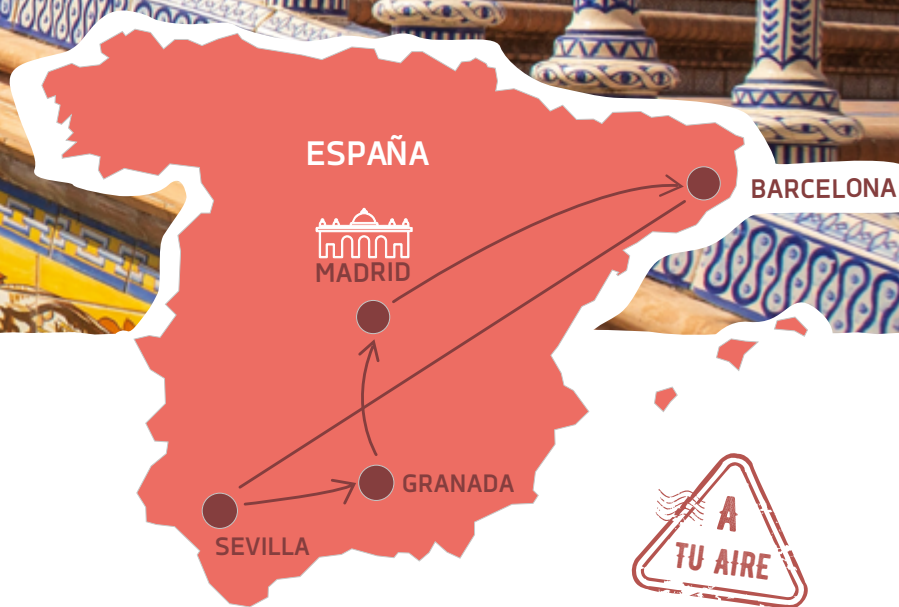 ESPAÑA
MADRID
BARCELONA
GRANADA
SEVILLA
A
TU AIRE